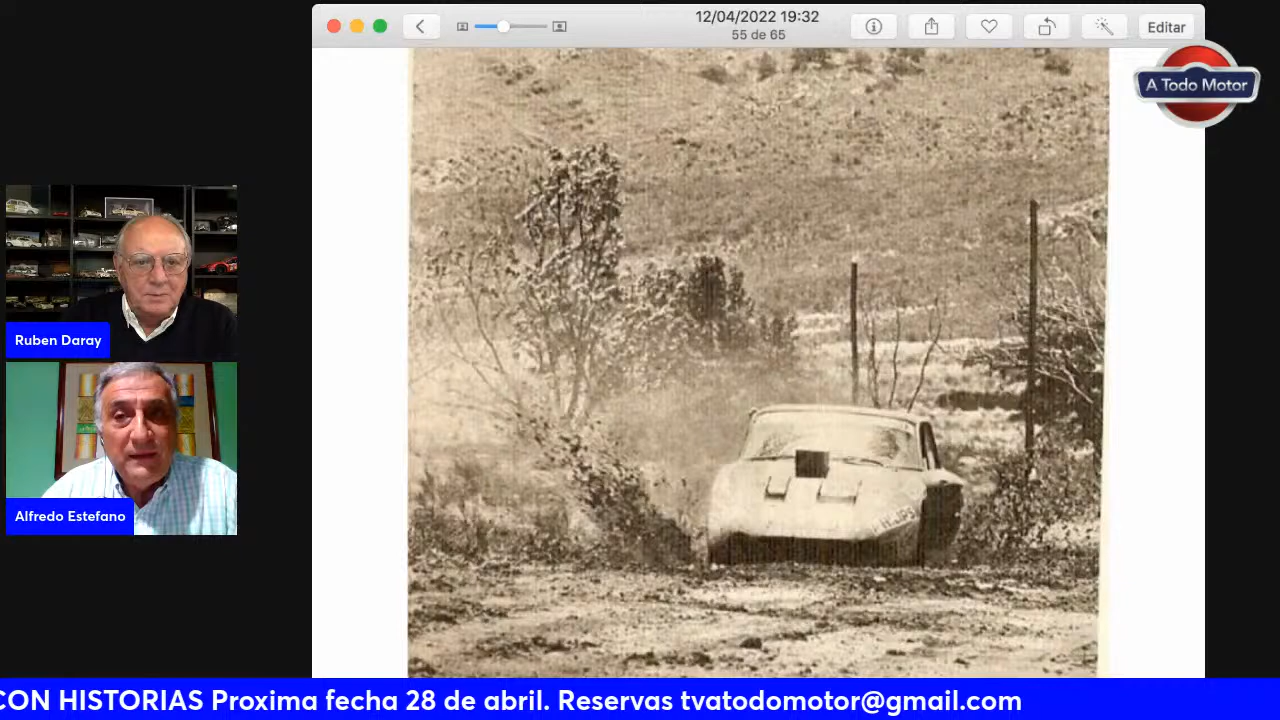 12/04/2022 19:32
55 de 65
Editar
A Todo Motor
Ruben Daray
Alfredo Estefano
CON HISTORIAS Proxima fecha 28 de abril. Reservas tvatodomotor@gmail.com